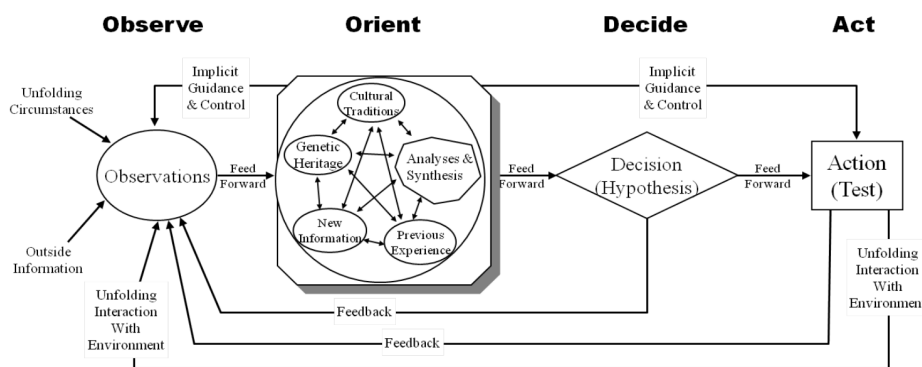 Observe
Orient
Decide
Act
Implicit
Guidance
& Control
Implicit
Guidance
& Control
Unfolding
Circumstances
Cultural
Traditions
Genetic
Heritage
Analyses &
Synthesis
New
Information
Previous
Experience
Observations
Feed
Forward
Feed
Forward
Decision
(Hypothesis)
Feed
Forward
Action
(Test)
Outside
Information
Unfolding
Interaction
With
Environment
Feedback
Feedback
Unfolding
Interaction
With
Environmen